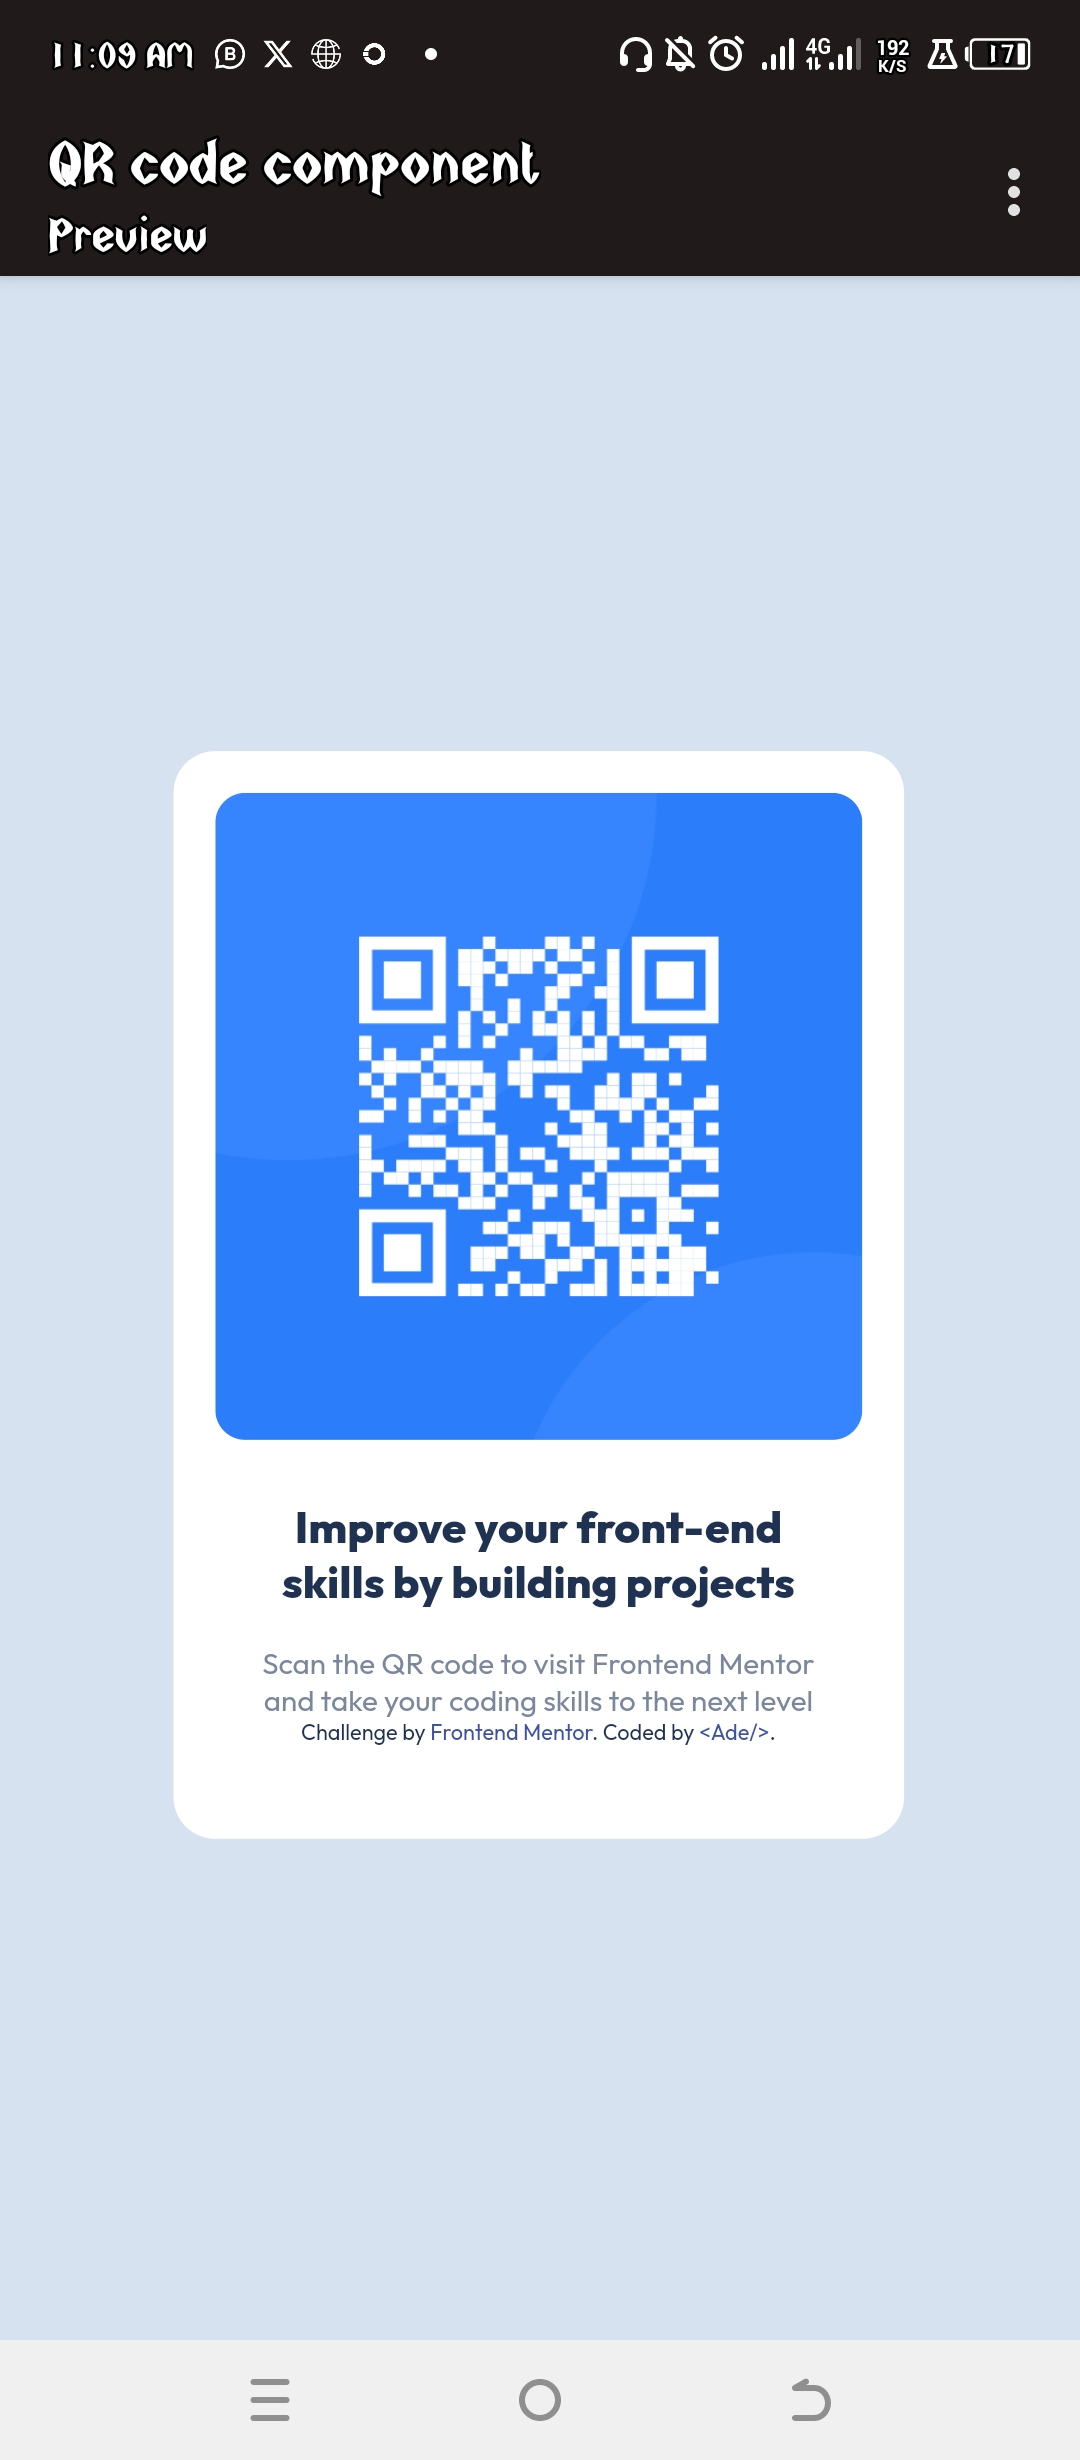 11:09 AM
4G
192
K/S
17
QR code component
Preview
Improve your front-end
skills by building projects
Scan the QR code to visit Frontend Mentor
and take your coding skills to the next level
Challenge by Frontend Mentor. Coded by <Ade/>.